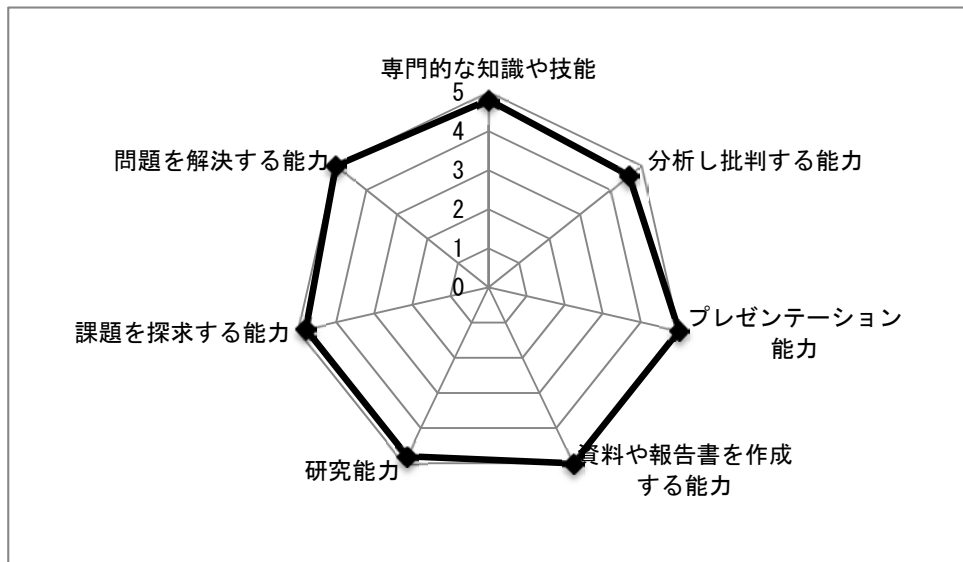 専門的な知識や技能
5
4
3
2
1
0
分析し批判する能力
プレゼンテーション
能力
資料や報告書を作成
する能力
研究能力
課題を探求する能力
問題を解決する能力